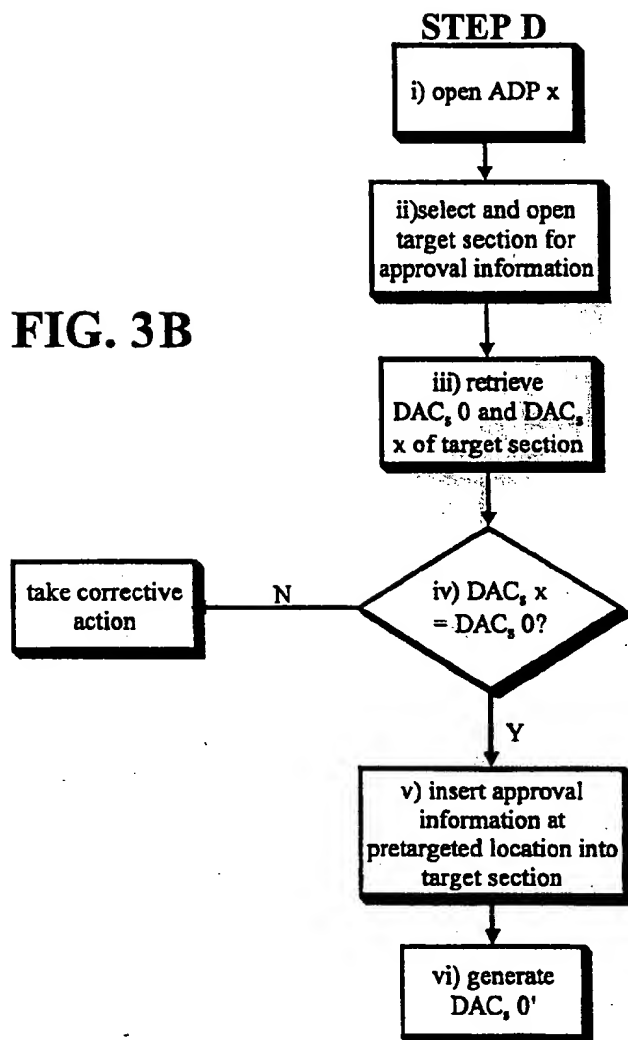 STEP D
i) open ADP x
ii)select and open
target section for
approval information
FIG. 3B
iii) retrieve
DACs 0 and DACs
x of target section
take corrective
action
N
iv) DACs x
= DACs 0?
Y
v) insert approval
information at
pretargeted location into
target section
vi) generate
DACs 0'